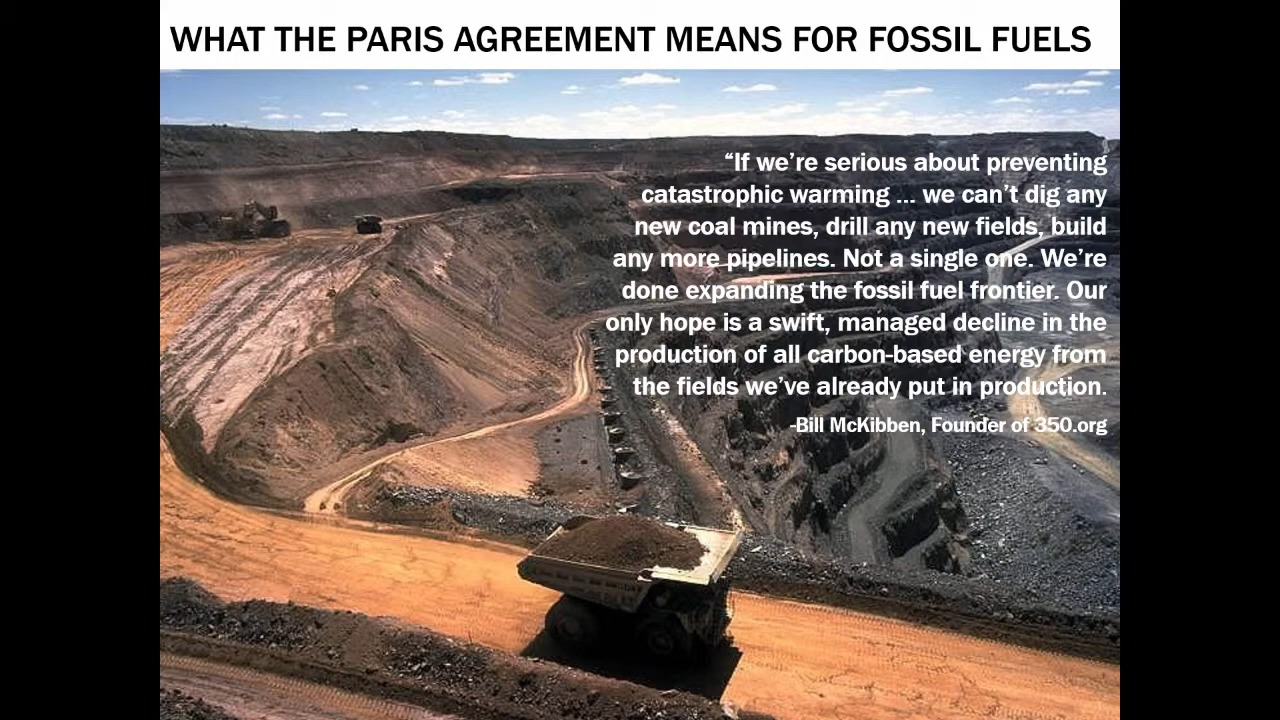 WHAT THE PARIS AGREEMENT MEANS FOR FOSSIL FUELS
“If we’re serious about preventing
catastrophic warming ... we can’t dig any
new coal mines, drill any new fields, build
any more pipelines. Not a single one. We’re
done expanding the fossil fuel frontier. Our
only hope is a swift, managed decline in the
production of all carbon-based energy from
the fields we’ve already put in production.
-Bill McKibben, Founder of 350.org